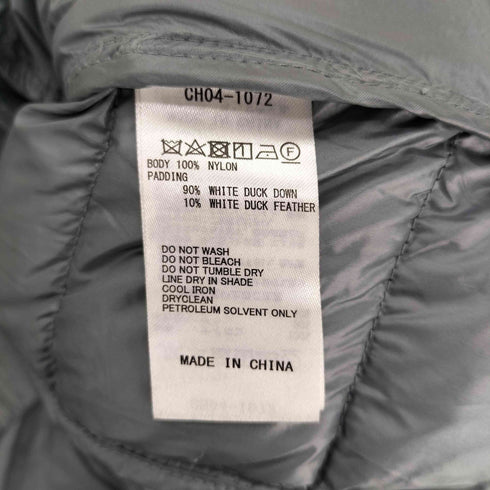 CH04-1072
F
BODY 100% NYLON
PADDING
90% WHITE DUCK DOWN
10% WHITE DUCK FEATHER
DO NOT WASH
DO NOT BLEACH
DO NOT TUMBLE DRY
LINE DRY IN SHADE
COOL IRON
DRYCLEAN
PETROLEUM SOLVENT ONLY
MADE IN CHINA